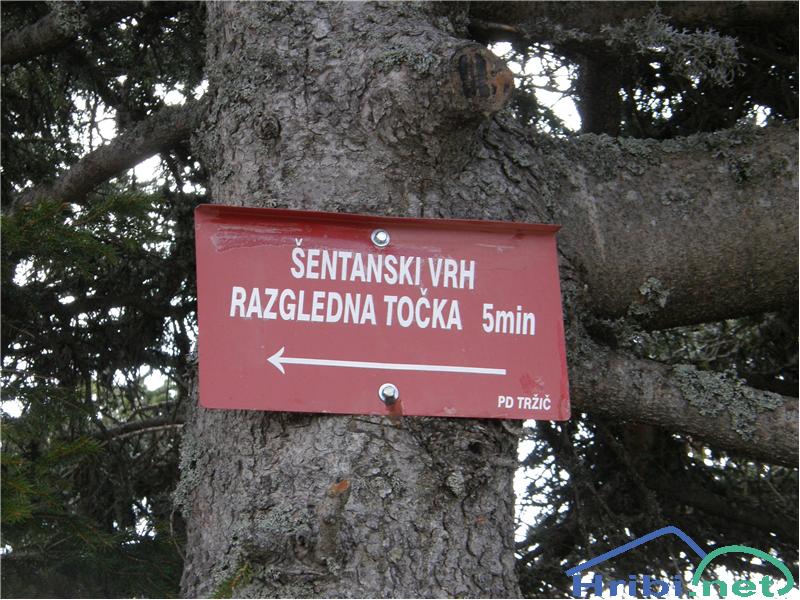 ŠENTANSKI VRH
RAZGLEDNA TOČKA 5min
PD TRŽIČ
Hribi.net